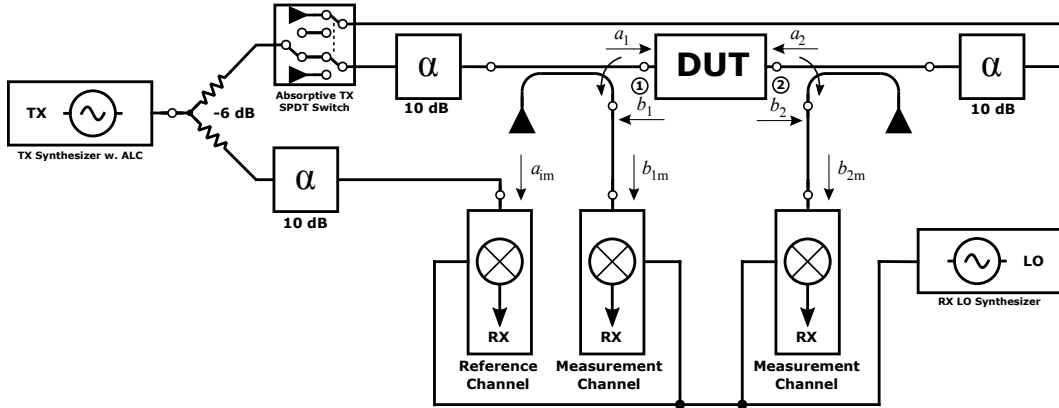 TX
TX Synthesizer w. ALC
-6 dB
Absorptive TX
SPDT Switch
α
10 dB
a1
DUT
a2
①
②
b1
b2
α
10 dB
α
10 dB
aim
b1m
b2m
RX
Reference
Channel
RX
Measurement
Channel
RX
Measurement
Channel
LO
RX LO Synthesizer